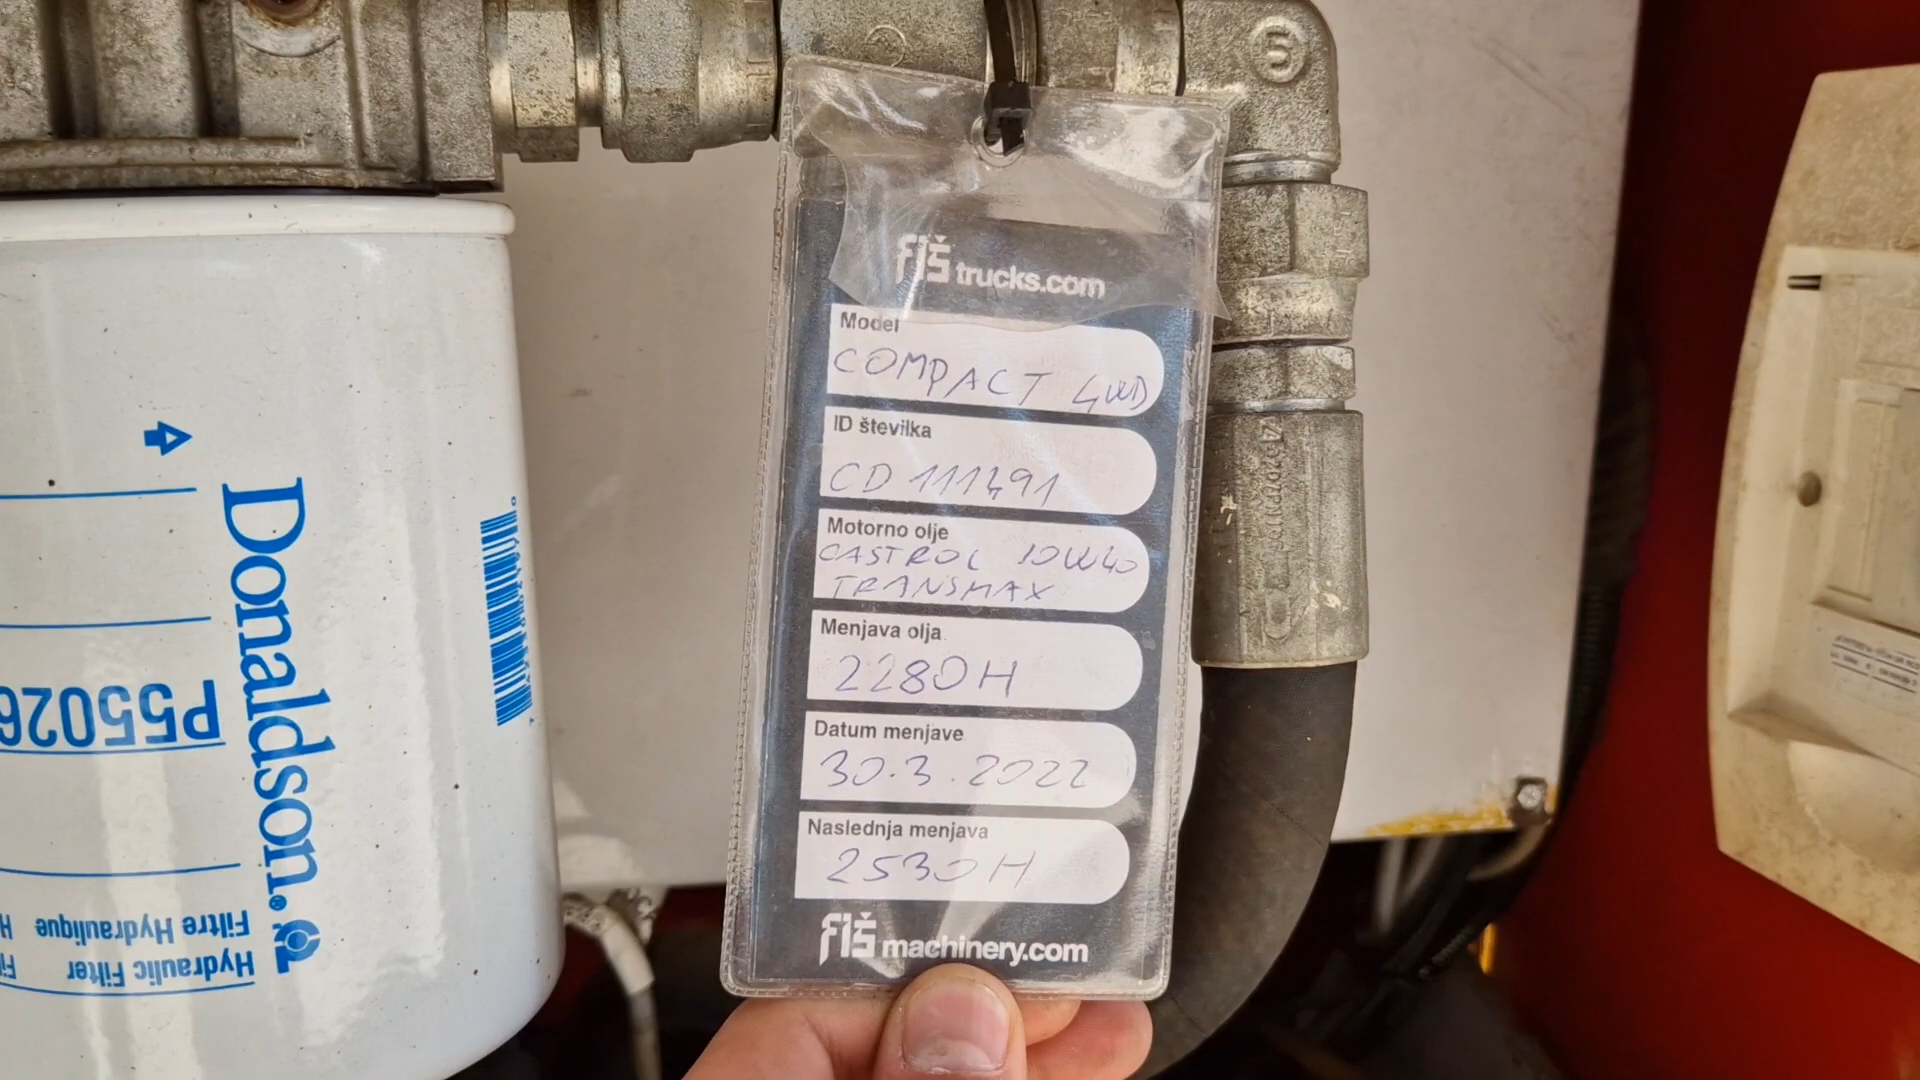 fiš trucks.com
Model
COMPACT 4WD
ID številka
CD 111491
Motorno olje
CASTROL 10W40
TRANSMAX
Menjava olja
2280H
Datum menjave
30.3.2022
Naslednja menjava
2530H
fiš machinery.com
Donaldson.
P55026
Hydraulic Filter
Filtre Hydraulique